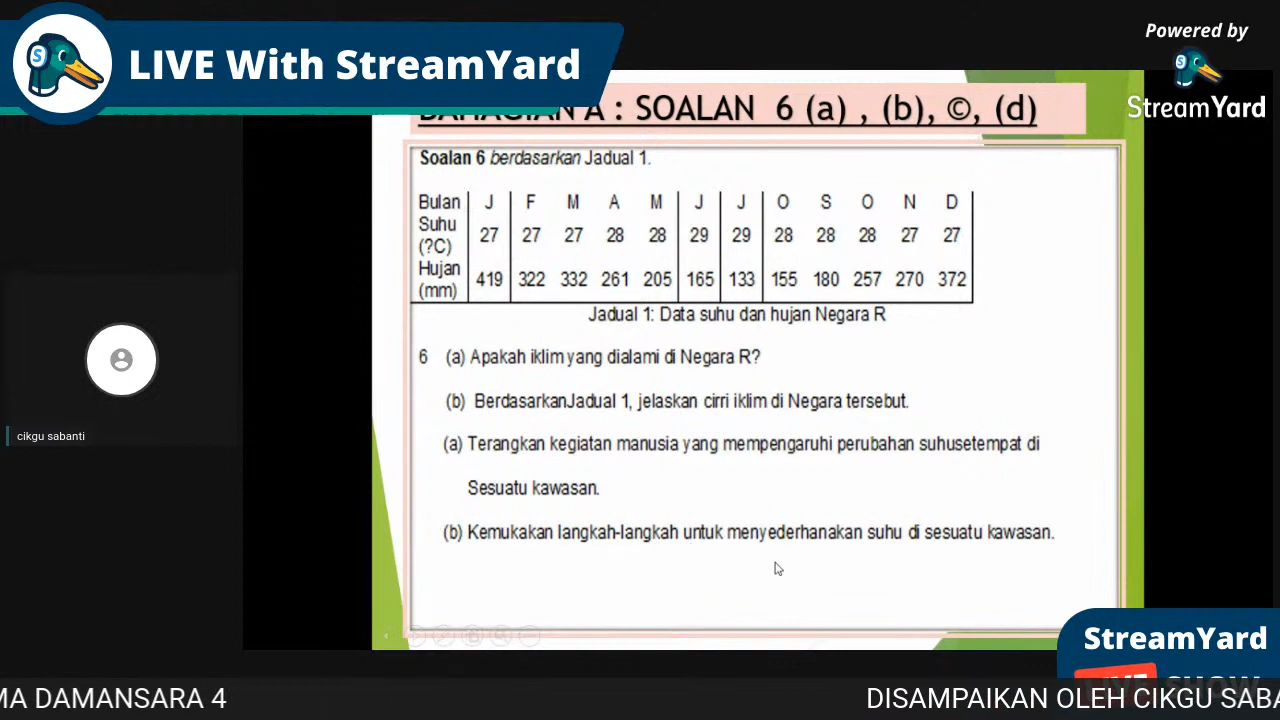 LIVE With StreamYard
Powered by
StreamYard
A : SOALAN 6 (a) , (b), ©, (d)
Soalan 6 berdasarkan Jadual 1.
Bulan J F M A M J J O S O N D
Suhu (?C) 27 27 27 28 28 29 29 28 28 28 27 27
Hujan (mm) 419 322 332 261 205 165 133 155 180 257 270 372
Jadual 1: Data suhu dan hujan Negara R
6 (a) Apakah iklim yang dialami di Negara R?
(b) BerdasarkanJadual 1, jelaskan cirri iklim di Negara tersebut.
(a) Terangkan kegiatan manusia yang mempengaruhi perubahan suhusetempat di
Sesuatu kawasan.
(b) Kemukakan langkah-langkah untuk menyederhanakan suhu di sesuatu kawasan.
cikgu sabanti
StreamYard
MA DAMANSARA 4
DISAMPAIKAN OLEH CIKGU SABA